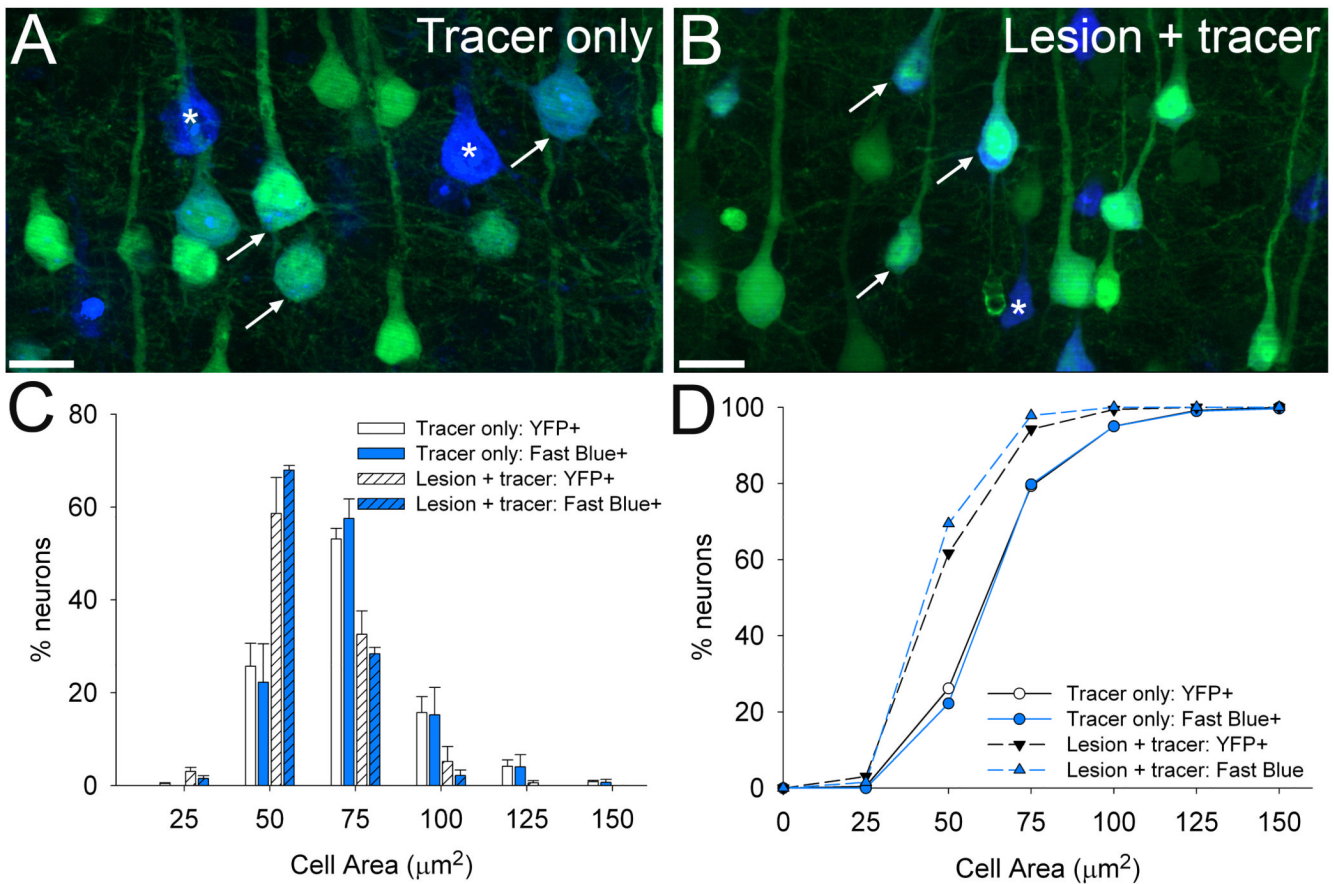 A
Tracer only
*
*
B
Lesion + tracer
*
C
80
60
40
20
0
% neurons
Tracer only: YFP+
Tracer only: Fast Blue+
Lesion + tracer: YFP+
Lesion + tracer: Fast Blue+
25 50 75 100 125 150
Cell Area (μm²)
D
100
80
60
40
20
0
% neurons
Tracer only: YFP+
Tracer only: Fast Blue+
Lesion + tracer: YFP+
Lesion + tracer: Fast Blue
0 25 50 75 100 125 150
Cell Area (μm²)